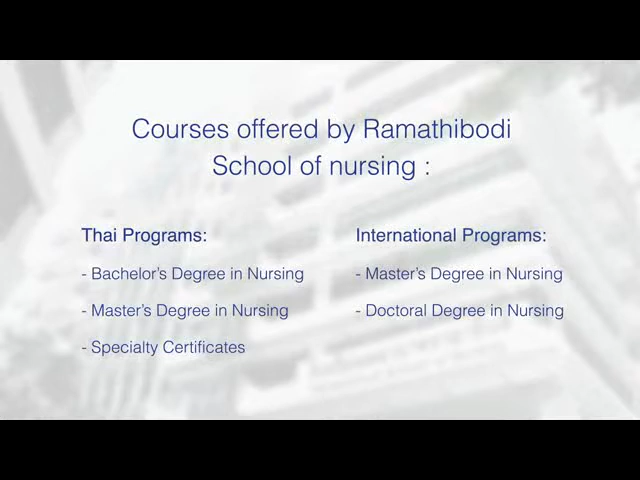 Courses offered by Ramathibodi
School of nursing :
Thai Programs:
- Bachelor's Degree in Nursing
- Master's Degree in Nursing
- Specialty Certificates
International Programs:
- Master's Degree in Nursing
- Doctoral Degree in Nursing